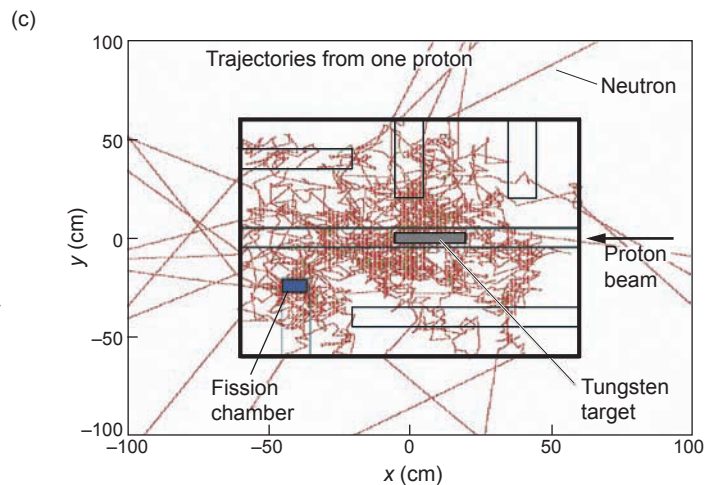 (c)
100
Trajectories from one proton
Neutron
50
y (cm)
0
Proton
beam
–50
Fission
chamber
Tungsten
target
–100
–100
–50
0
50
100
x (cm)